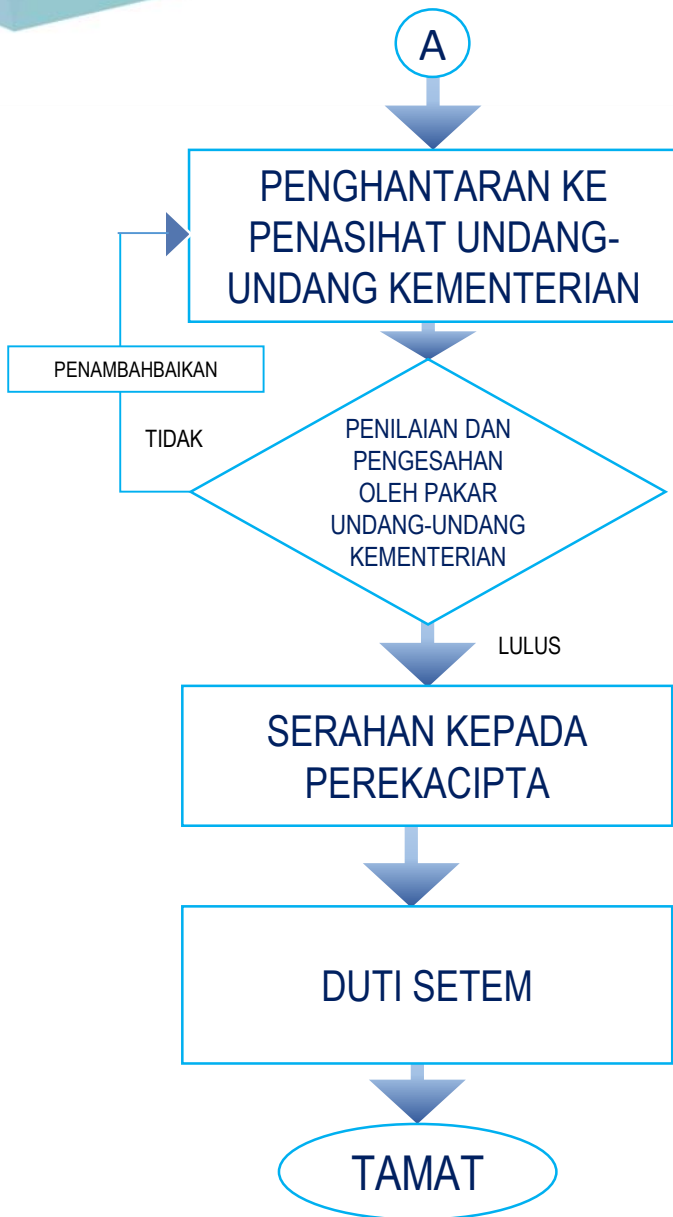 A
PENGHANTARAN KE
PENASIHAT UNDANG-
UNDANG KEMENTERIAN
PENAMBAHBAIKAN
TIDAK
PENILAIAN DAN
PENGESAHAN
OLEH PAKAR
UNDANG-UNDANG
KEMENTERIAN
LULUS
SERAHAN KEPADA
PEREKACIPTA
DUTI SETEM
TAMAT